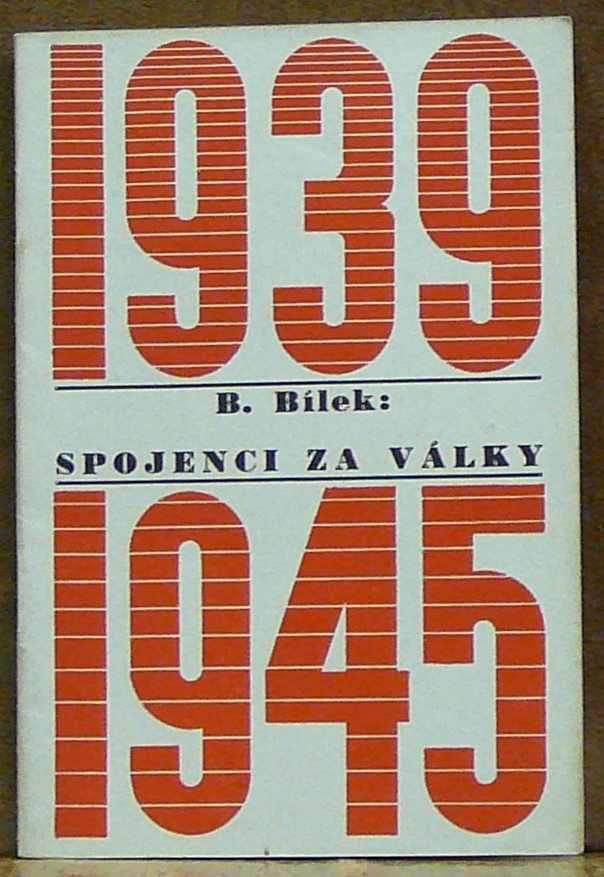 1939
B. Bílek:
SPOJENCI ZA VÁLKY
1945